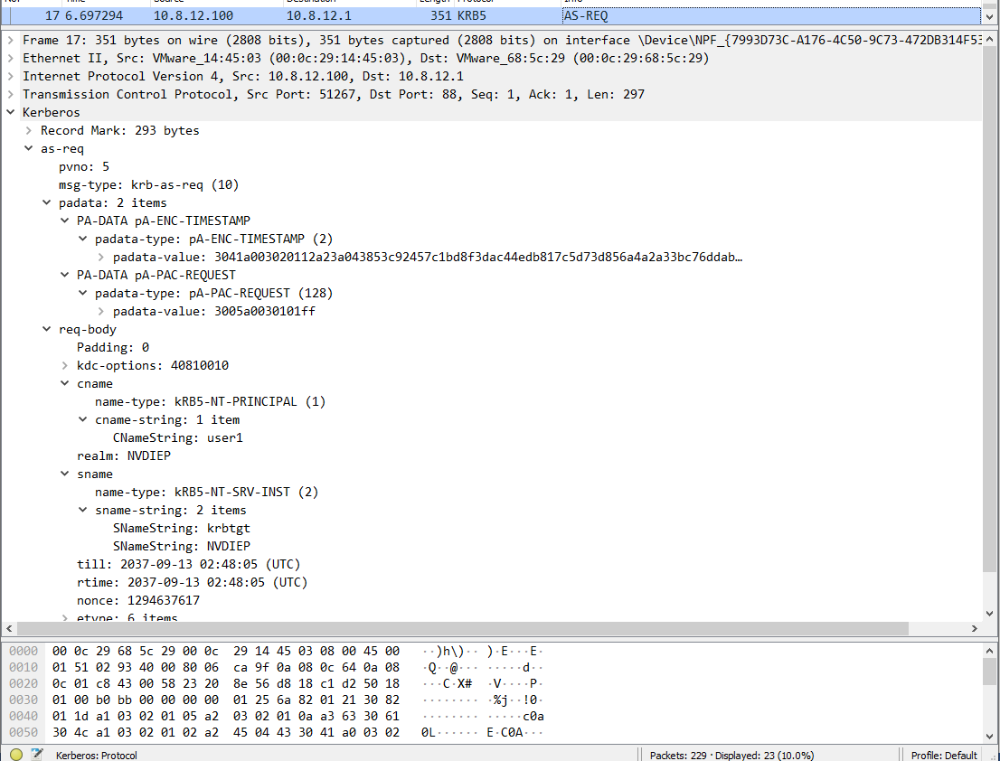 17 6.697294 10.8.12.100 10.8.12.1 351 KRB5 AS-REQ
Frame 17: 351 bytes on wire (2808 bits), 351 bytes captured (2808 bits) on interface \Device\NPF_{7993D73C-A176-4C50-9C73-472DB314F53
Ethernet II, Src: VMware_14:45:03 (00:0c:29:14:45:03), Dst: VMware_68:5c:29 (00:0c:29:68:5c:29)
Internet Protocol Version 4, Src: 10.8.12.100, Dst: 10.8.12.1
Transmission Control Protocol, Src Port: 51267, Dst Port: 88, Seq: 1, Ack: 1, Len: 297
Kerberos
Record Mark: 293 bytes
as-req
pvno: 5
msg-type: krb-as-req (10)
padata: 2 items
PA-DATA pA-ENC-TIMESTAMP
padata-type: pA-ENC-TIMESTAMP (2)
padata-value: 3041a003020112a23a043853c92457c1bd8f3dac44edb817c5d73d856a4a2a33bc76ddab…
PA-DATA pA-PAC-REQUEST
padata-type: pA-PAC-REQUEST (128)
padata-value: 3005a0030101ff
req-body
Padding: 0
kdc-options: 40810010
cname
name-type: kRB5-NT-PRINCIPAL (1)
cname-string: 1 item
CNameString: user1
realm: NVDIEP
sname
name-type: kRB5-NT-SRV-INST (2)
sname-string: 2 items
SNameString: krbtgt
SNameString: NVDIEP
till: 2037-09-13 02:48:05 (UTC)
rtime: 2037-09-13 02:48:05 (UTC)
nonce: 1294637617
etype: 6 items
0000 00 0c 29 68 5c 29 00 0c 29 14 45 03 08 00 45 00 ··)h\)·· )·E···E·
0010 01 51 02 93 40 00 80 06 ca 9f 0a 08 0c 64 0a 08 ·Q··@··· ·····d··
0020 0c 01 c8 43 00 58 23 20 8e 56 d8 18 c1 d2 50 18 ···C·X#  ·V····P·
0030 01 00 b0 bb 00 00 00 00 01 25 6a 82 01 21 30 82 ········ ·%j··!0·
0040 01 1d a1 03 02 01 05 a2 03 02 01 0a a3 63 30 61 ········ ·····c0a
0050 30 4c a1 03 02 01 02 a2 45 04 43 30 41 a0 03 02 0L······ E·C0A···
Kerberos: Protocol
Packets: 229 · Displayed: 23 (10.0%)
Profile: Default